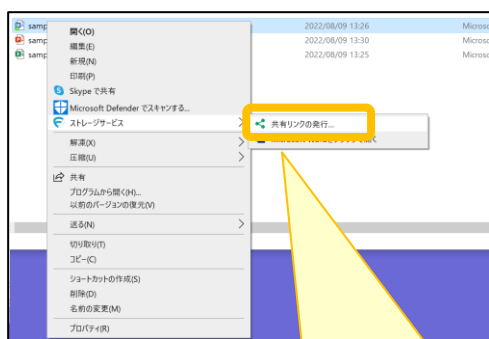 samp 2022/08/09 13:26 Microso
samp 2022/08/09 13:30 Microso
samp 2022/08/09 13:25 Microso
開く(O)
編集(E)
新規(N)
印刷(P)
Skype で共有
Microsoft Defender でスキャンする...
ストレージサービス
共有リンクの発行...
解凍(X)
圧縮(U)
共有
プログラムから開く(H)...
以前のバージョンの復元(V)
送る(N)
切り取り(T)
コピー(C)
ショートカットの作成(S)
削除(D)
名前の変更(M)
プロパティ(R)